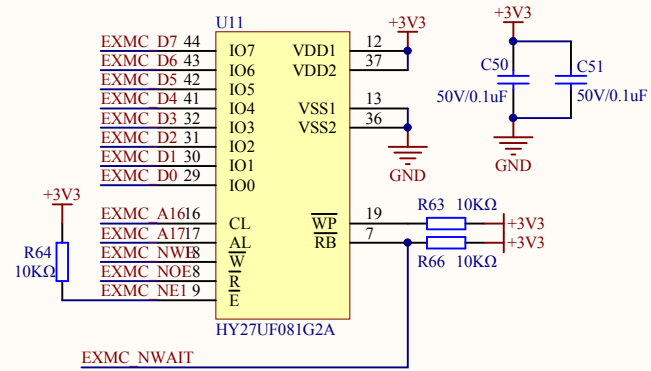 U11
+3V3
+3V3
EXMC_D7 44 IO7 VDD1 12
EXMC_D6 43 IO6 VDD2 37
EXMC_D5 42 IO5
EXMC_D4 41 IO4 VSS1 13
EXMC_D3 32 IO3 VSS2 36
EXMC_D2 31 IO2
EXMC_D1 30 IO1
EXMC_D0 29 IO0
C50
50V/0.1uF
C51
50V/0.1uF
GND
GND
+3V3
R64
10KΩ
EXMC_A16 16 CL WP 19 R63 10KΩ +3V3
EXMC_A17 17 AL RB 7 R66 10KΩ +3V3
EXMC_NWE 18 W
EXMC_NOE 8 R
EXMC_NE1 9 E
HY27UF081G2A
EXMC_NWAIT